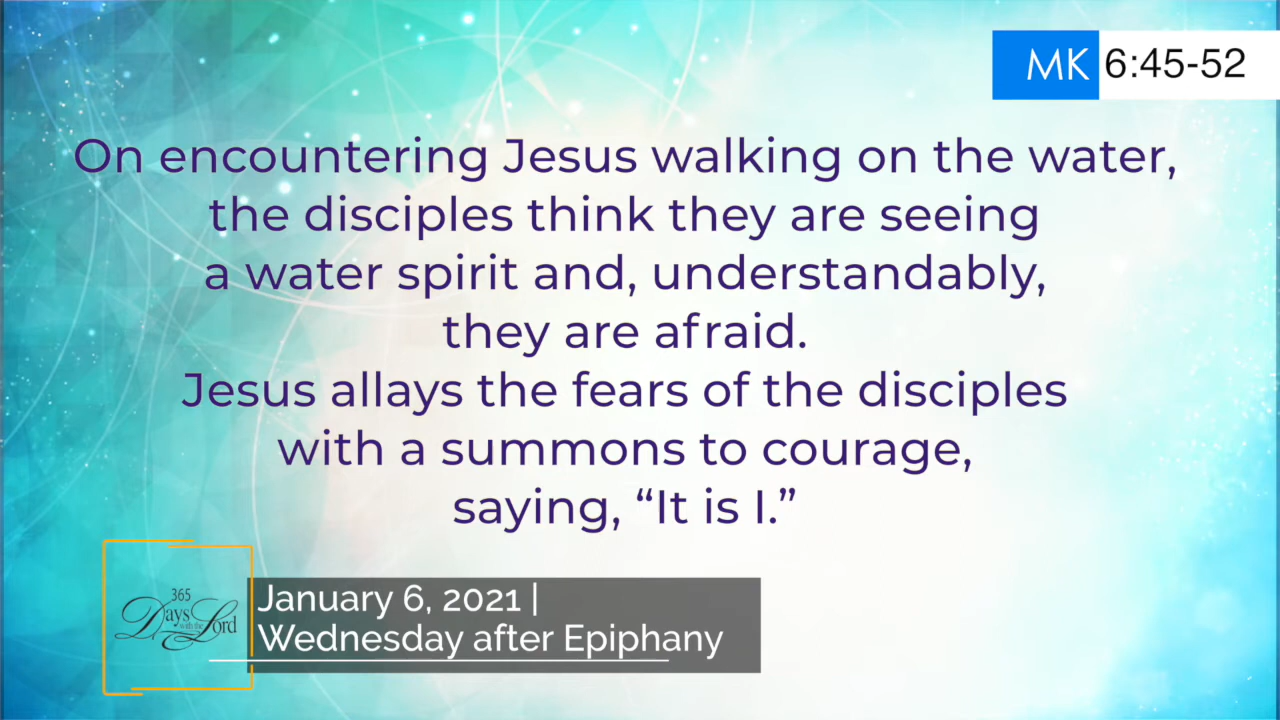 MK 6:45-52
On encountering Jesus walking on the water,
the disciples think they are seeing
a water spirit and, understandably,
they are afraid.
Jesus allays the fears of the disciples
with a summons to courage,
saying, “It is I.”
365
Days with the Lord
January 6, 2021 |
Wednesday after Epiphany